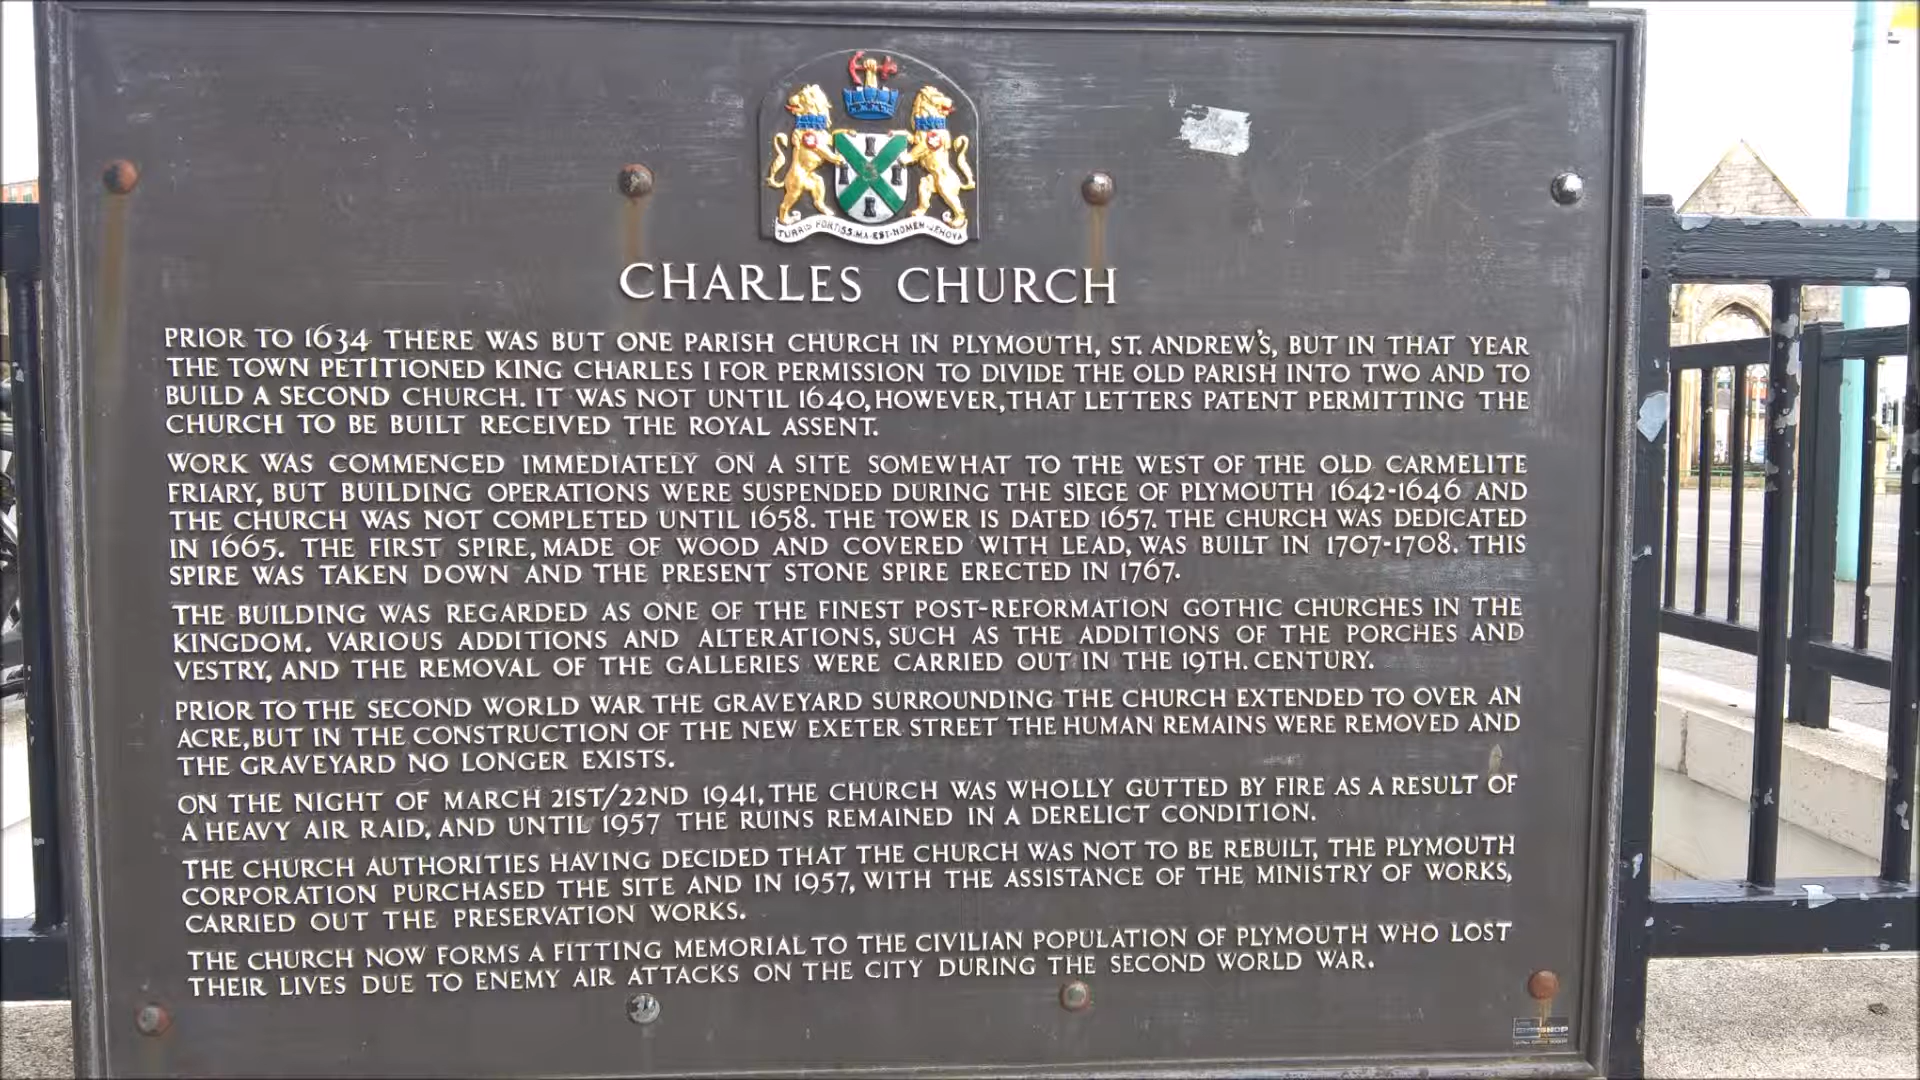 TURRIS FORTISSIMA EST NOMEN JEHOVA
CHARLES CHURCH
PRIOR TO 1634 THERE WAS BUT ONE PARISH CHURCH IN PLYMOUTH, ST. ANDREW'S, BUT IN THAT YEAR
THE TOWN PETITIONED KING CHARLES I FOR PERMISSION TO DIVIDE THE OLD PARISH INTO TWO AND TO
BUILD A SECOND CHURCH. IT WAS NOT UNTIL 1640, HOWEVER, THAT LETTERS PATENT PERMITTING THE
CHURCH TO BE BUILT RECEIVED THE ROYAL ASSENT.
WORK WAS COMMENCED IMMEDIATELY ON A SITE SOMEWHAT TO THE WEST OF THE OLD CARMELITE
FRIARY, BUT BUILDING OPERATIONS WERE SUSPENDED DURING THE SIEGE OF PLYMOUTH 1642-1646 AND
THE CHURCH WAS NOT COMPLETED UNTIL 1658. THE TOWER IS DATED 1657. THE CHURCH WAS DEDICATED
IN 1665. THE FIRST SPIRE, MADE OF WOOD AND COVERED WITH LEAD, WAS BUILT IN 1707-1708. THIS
SPIRE WAS TAKEN DOWN AND THE PRESENT STONE SPIRE ERECTED IN 1767.
THE BUILDING WAS REGARDED AS ONE OF THE FINEST POST-REFORMATION GOTHIC CHURCHES IN THE
KINGDOM. VARIOUS ADDITIONS AND ALTERATIONS, SUCH AS THE ADDITIONS OF THE PORCHES AND
VESTRY, AND THE REMOVAL OF THE GALLERIES WERE CARRIED OUT IN THE 19TH. CENTURY.
PRIOR TO THE SECOND WORLD WAR THE GRAVEYARD SURROUNDING THE CHURCH EXTENDED TO OVER AN
ACRE, BUT IN THE CONSTRUCTION OF THE NEW EXETER STREET THE HUMAN REMAINS WERE REMOVED AND
THE GRAVEYARD NO LONGER EXISTS.
ON THE NIGHT OF MARCH 21ST/22ND 1941, THE CHURCH WAS WHOLLY GUTTED BY FIRE AS A RESULT OF
A HEAVY AIR RAID, AND UNTIL 1957 THE RUINS REMAINED IN A DERELICT CONDITION.
THE CHURCH AUTHORITIES HAVING DECIDED THAT THE CHURCH WAS NOT TO BE REBUILT, THE PLYMOUTH
CORPORATION PURCHASED THE SITE AND IN 1957, WITH THE ASSISTANCE OF THE MINISTRY OF WORKS,
CARRIED OUT THE PRESERVATION WORKS.
THE CHURCH NOW FORMS A FITTING MEMORIAL TO THE CIVILIAN POPULATION OF PLYMOUTH WHO LOST
THEIR LIVES DUE TO ENEMY AIR ATTACKS ON THE CITY DURING THE SECOND WORLD WAR.